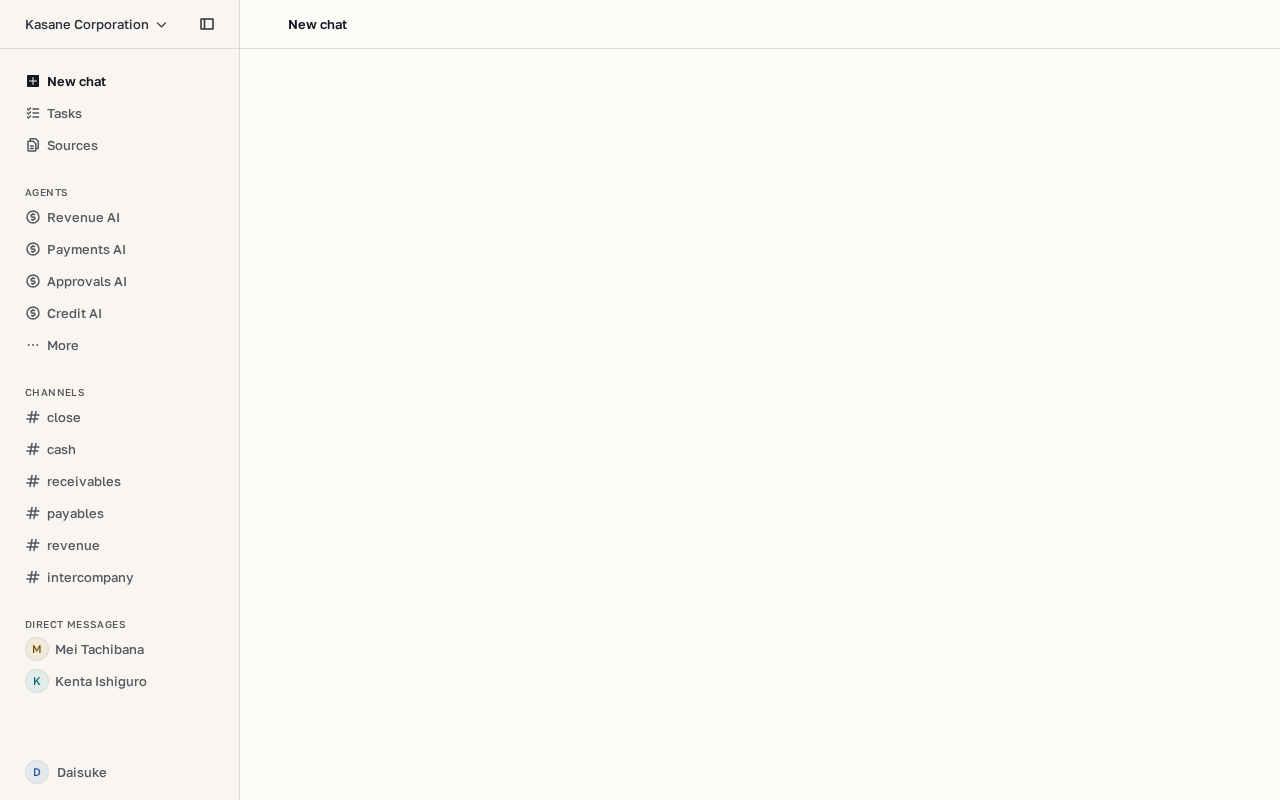 Kasane Corporation
New chat
New chat
Tasks
Sources
AGENTS
Revenue AI
Payments AI
Approvals AI
Credit AI
More
CHANNELS
close
cash
receivables
payables
revenue
intercompany
DIRECT MESSAGES
M Mei Tachibana
K Kenta Ishiguro
D Daisuke